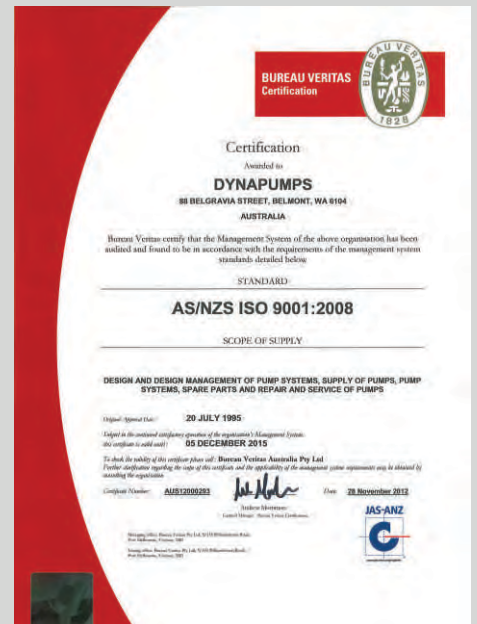 BUREAU VERITAS
Certification
BUREAU VERITAS
1828
Certification
Awarded to
DYNAPUMPS
88 BELGRAVIA STREET, BELMONT, WA 6104
AUSTRALIA
Bureau Veritas certify that the Management System of the above organisation has been
audited and found to be in accordance with the requirements of the management system
standards detailed below
STANDARD
AS/NZS ISO 9001:2008
SCOPE OF SUPPLY
DESIGN AND DESIGN MANAGEMENT OF PUMP SYSTEMS, SUPPLY OF PUMPS, PUMP
SYSTEMS, SPARE PARTS AND REPAIR AND SERVICE OF PUMPS
Original Approval Date: 20 JULY 1995
Subject to the continued satisfactory operation of the organisation's Management System,
this certificate is valid until: 05 DECEMBER 2015
To check the validity of this certificate please call: Bureau Veritas Australia Pty Ltd
Further clarification regarding the scope of this certificate and the applicability of the management system requirements may be obtained by
consulting the organisation
Certificate Number: AUS12000293
Date: 28 November 2012
JAS-ANZ